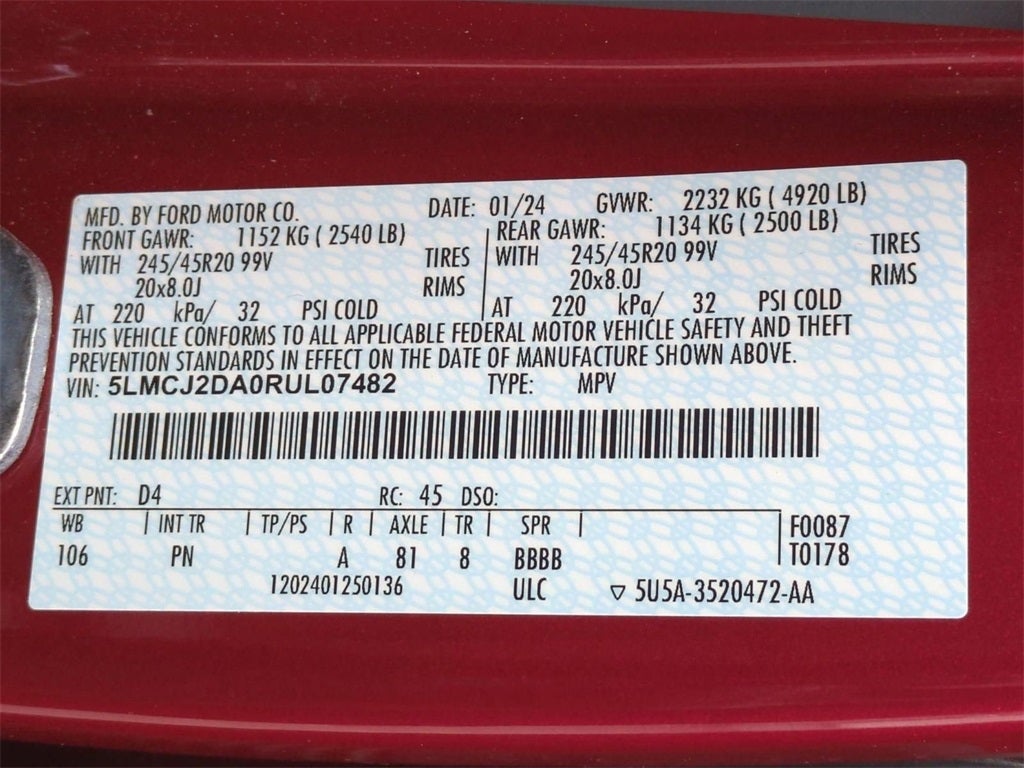 MFD. BY FORD MOTOR CO. DATE: 01/24 GVWR: 2232 KG ( 4920 LB)
FRONT GAWR: 1152 KG ( 2540 LB) REAR GAWR: 1134 KG ( 2500 LB)
WITH 245/45R20 99V TIRES WITH 245/45R20 99V TIRES
20x8.0J RIMS 20x8.0J RIMS
AT 220 kPa/ 32 PSI COLD AT 220 kPa/ 32 PSI COLD
THIS VEHICLE CONFORMS TO ALL APPLICABLE FEDERAL MOTOR VEHICLE SAFETY AND THEFT
PREVENTION STANDARDS IN EFFECT ON THE DATE OF MANUFACTURE SHOWN ABOVE.
VIN: 5LMCJ2DA0RUL07482 TYPE: MPV
EXT PNT: D4 RC: 45 DSO:
WB | INT TR | TP/PS | R | AXLE | TR | SPR | F0087
106 PN A 81 8 BBBB T0178
1202401250136 ULC ▽ 5U5A-3520472-AA